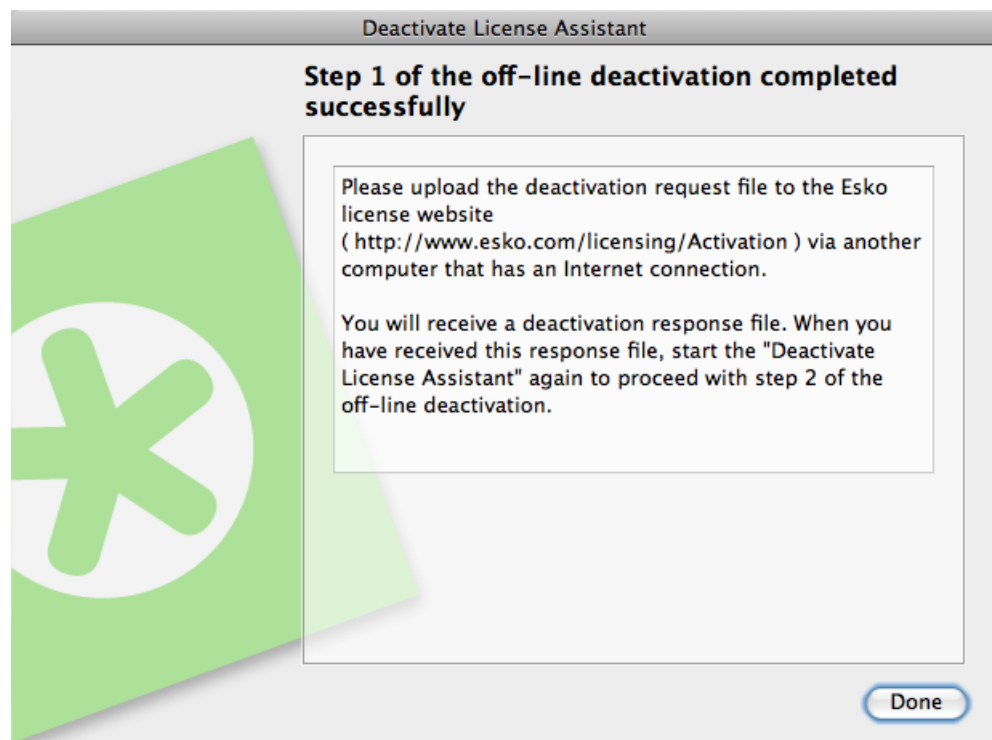 Deactivate License Assistant
Step 1 of the off-line deactivation completed
successfully
Please upload the deactivation request file to the Esko
license website
( http://www.esko.com/licensing/Activation ) via another
computer that has an Internet connection.
You will receive a deactivation response file. When you
have received this response file, start the "Deactivate
License Assistant" again to proceed with step 2 of the
off-line deactivation.
Done